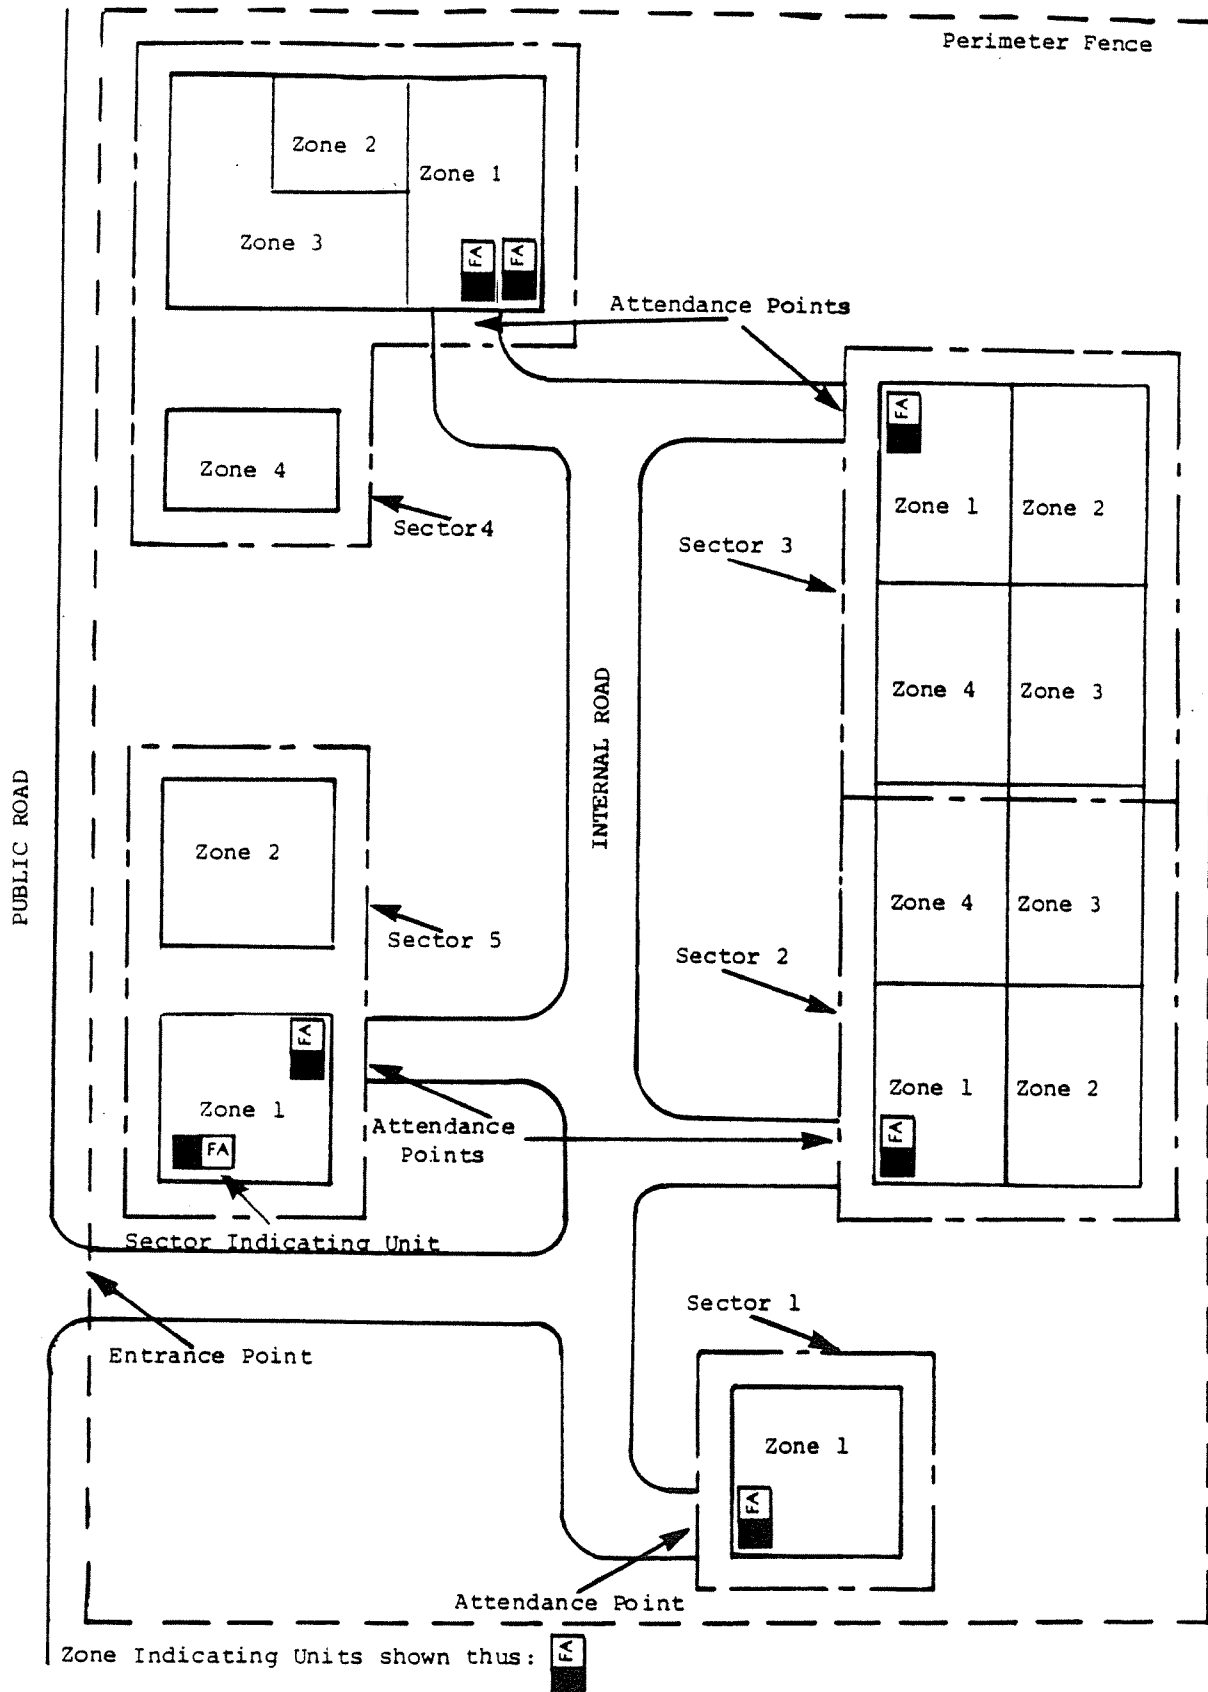 Perimeter Fence
Zone 2
Zone 1
Zone 3
FA
FA
Attendance Points
FA
Zone 4
Sector4
Zone 1
Zone 2
Sector 3
Zone 4
Zone 3
INTERNAL ROAD
PUBLIC ROAD
Zone 2
Zone 4
Zone 3
Sector 5
Sector 2
FA
Zone 1
Zone 1
Zone 2
Attendance
Points
FA
FA
Sector Indicating Unit
Sector 1
Entrance Point
Zone 1
FA
Attendance Point
Zone Indicating Units shown thus:
FA